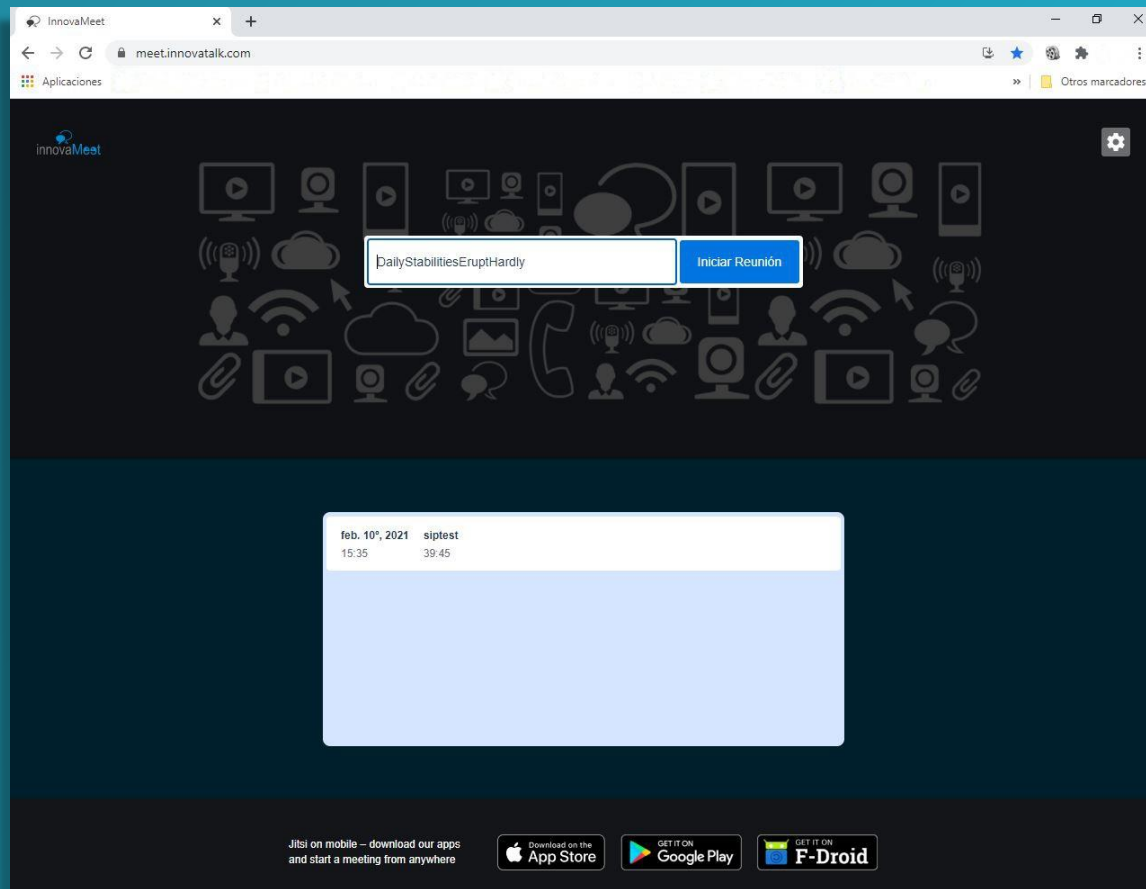 InnovaMeet
meet.innovatalk.com
Aplicaciones
» Otros marcadores
innovaMeet
DailyStabilitiesEruptHardly
Iniciar Reunión
feb. 10º, 2021 siptest
15:35 39:45
Jitsi on mobile – download our apps
and start a meeting from anywhere
Download on the
App Store
GET IT ON
Google Play
GET IT ON
F-Droid